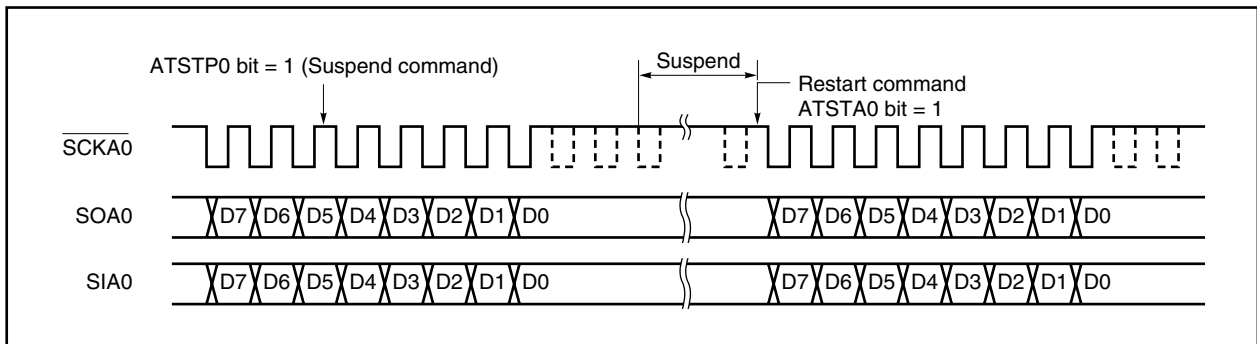 ATSTP0 bit = 1 (Suspend command)
Suspend
Restart command
ATSTA0 bit = 1
SCKA0
SOA0
D7 D6 D5 D4 D3 D2 D1 D0 D7 D6 D5 D4 D3 D2 D1 D0
SIA0
D7 D6 D5 D4 D3 D2 D1 D0 D7 D6 D5 D4 D3 D2 D1 D0